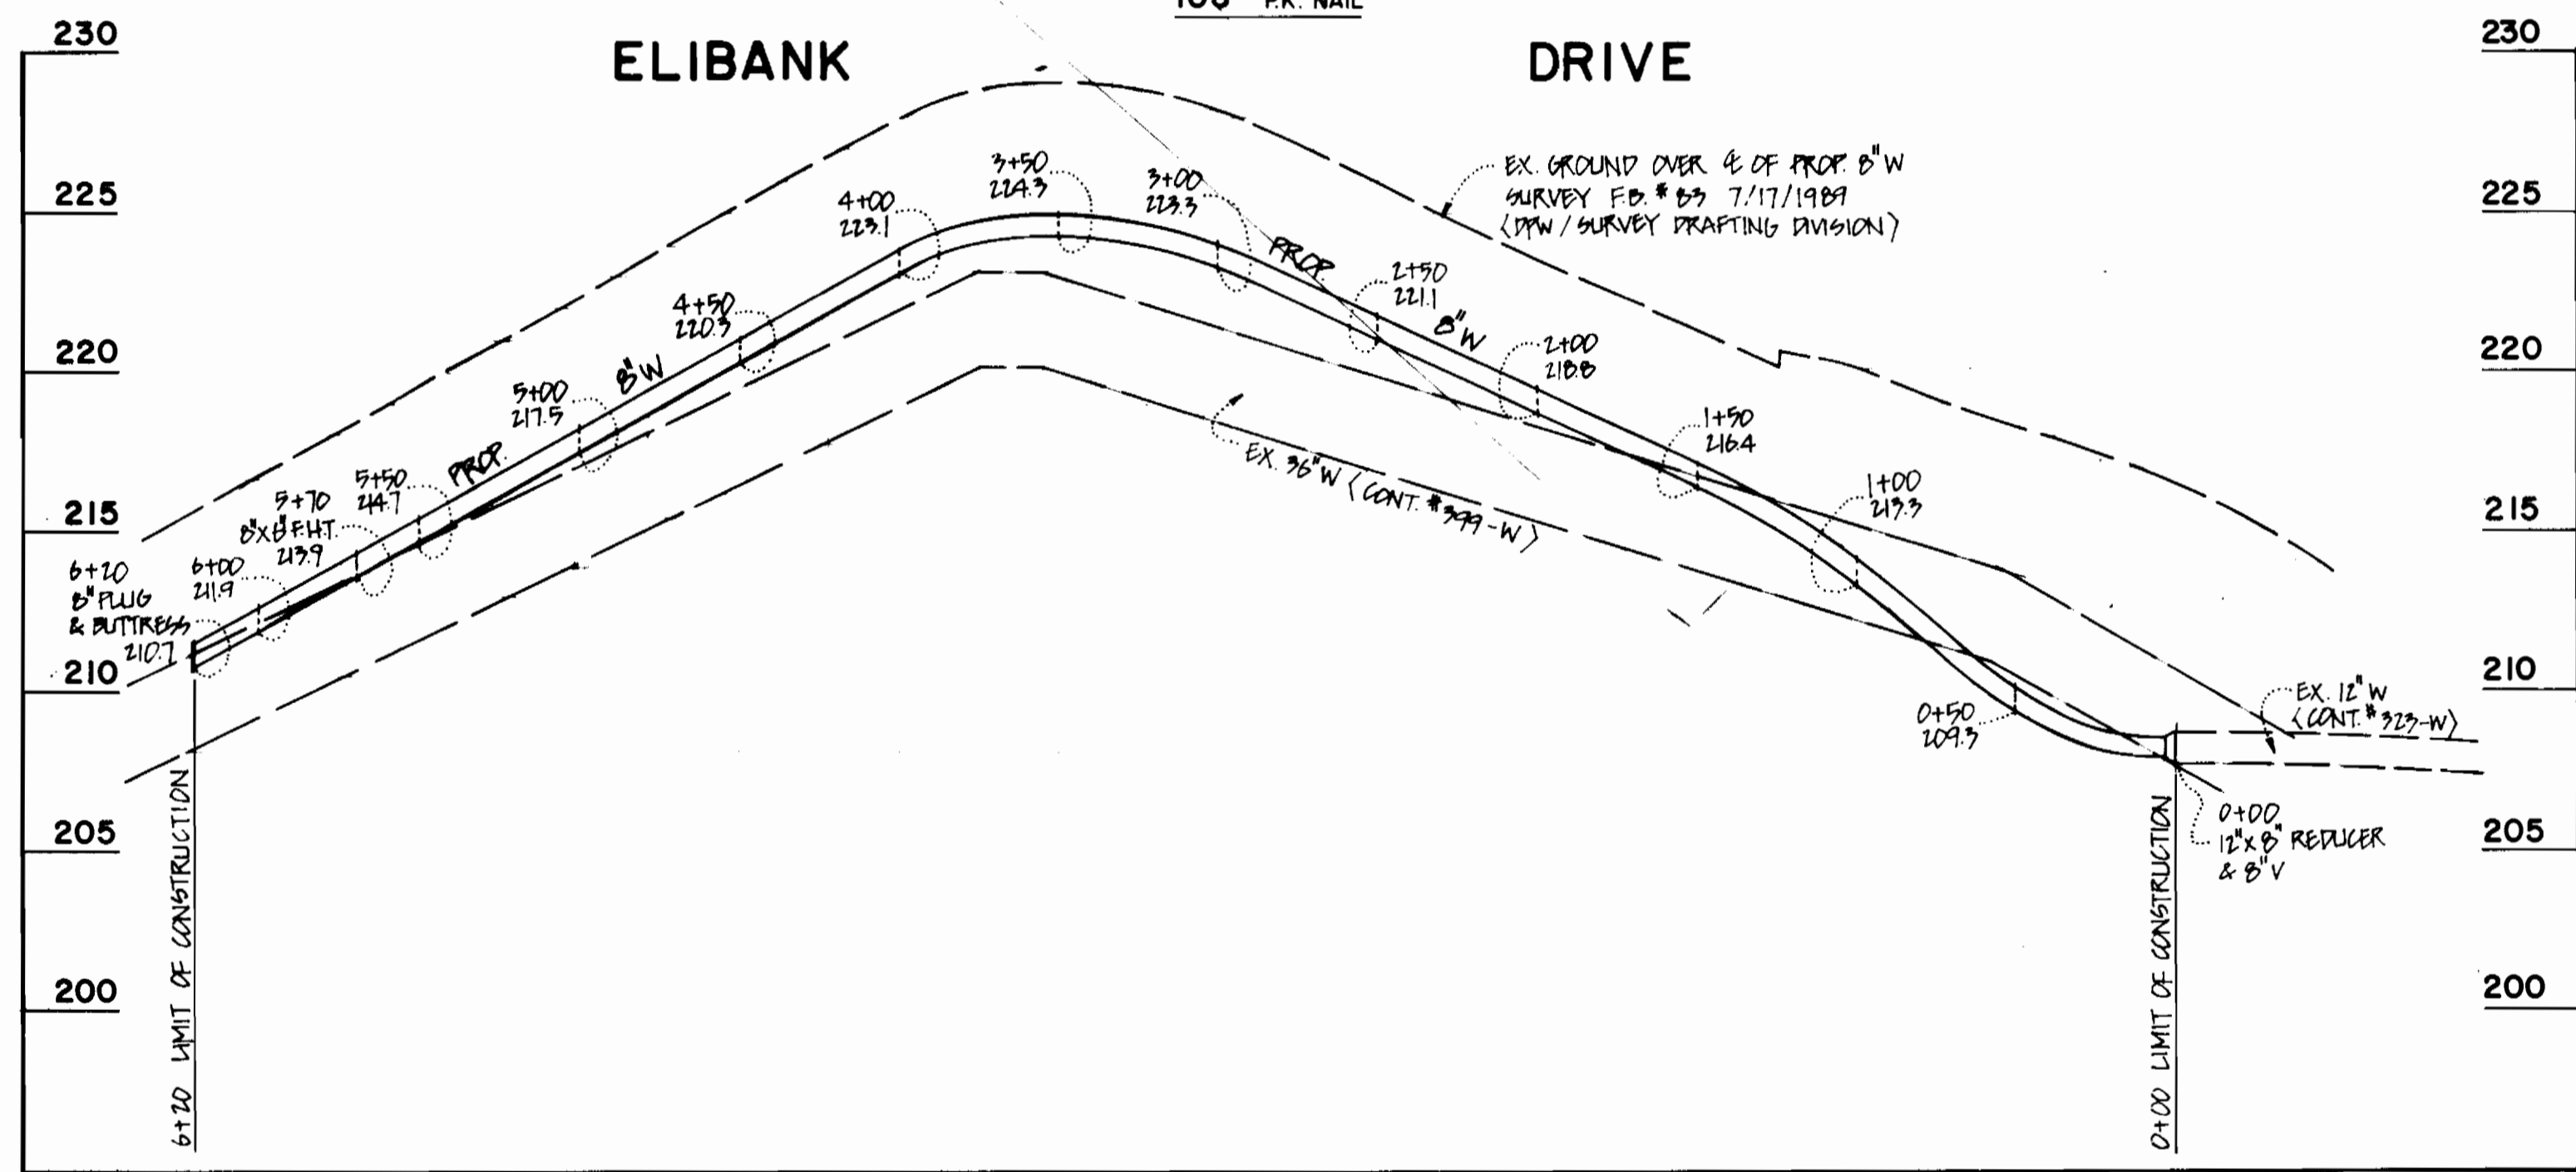 108 P.K. NAIL
ELIBANK DRIVE
230
225
220
215
210
205
200
230
225
220
215
210
205
200
6+20
8" PLUG
& BUTTRESS
210.7
6+00
211.9
5+70
8"X6" F.H.T.
213.9
5+50
214.7
PROP.
8"W
5+00
217.5
4+50
220.3
4+00
223.1
3+50
224.3
3+00
223.3
PROP.
8"W
2+50
221.1
2+00
218.8
1+50
216.4
1+00
213.3
0+50
209.3
EX. GROUND OVER ℄ OF PROP. 8"W
SURVEY F.B. #83 7/17/1989
<DPW / SURVEY DRAFTING DIVISION>
EX. 36"W <CONT. #399-W>
EX. 12"W
<CONT. #323-W>
0+00
12"X8" REDUCER
& 8"V
6+20 LIMIT OF CONSTRUCTION
0+00 LIMIT OF CONSTRUCTION